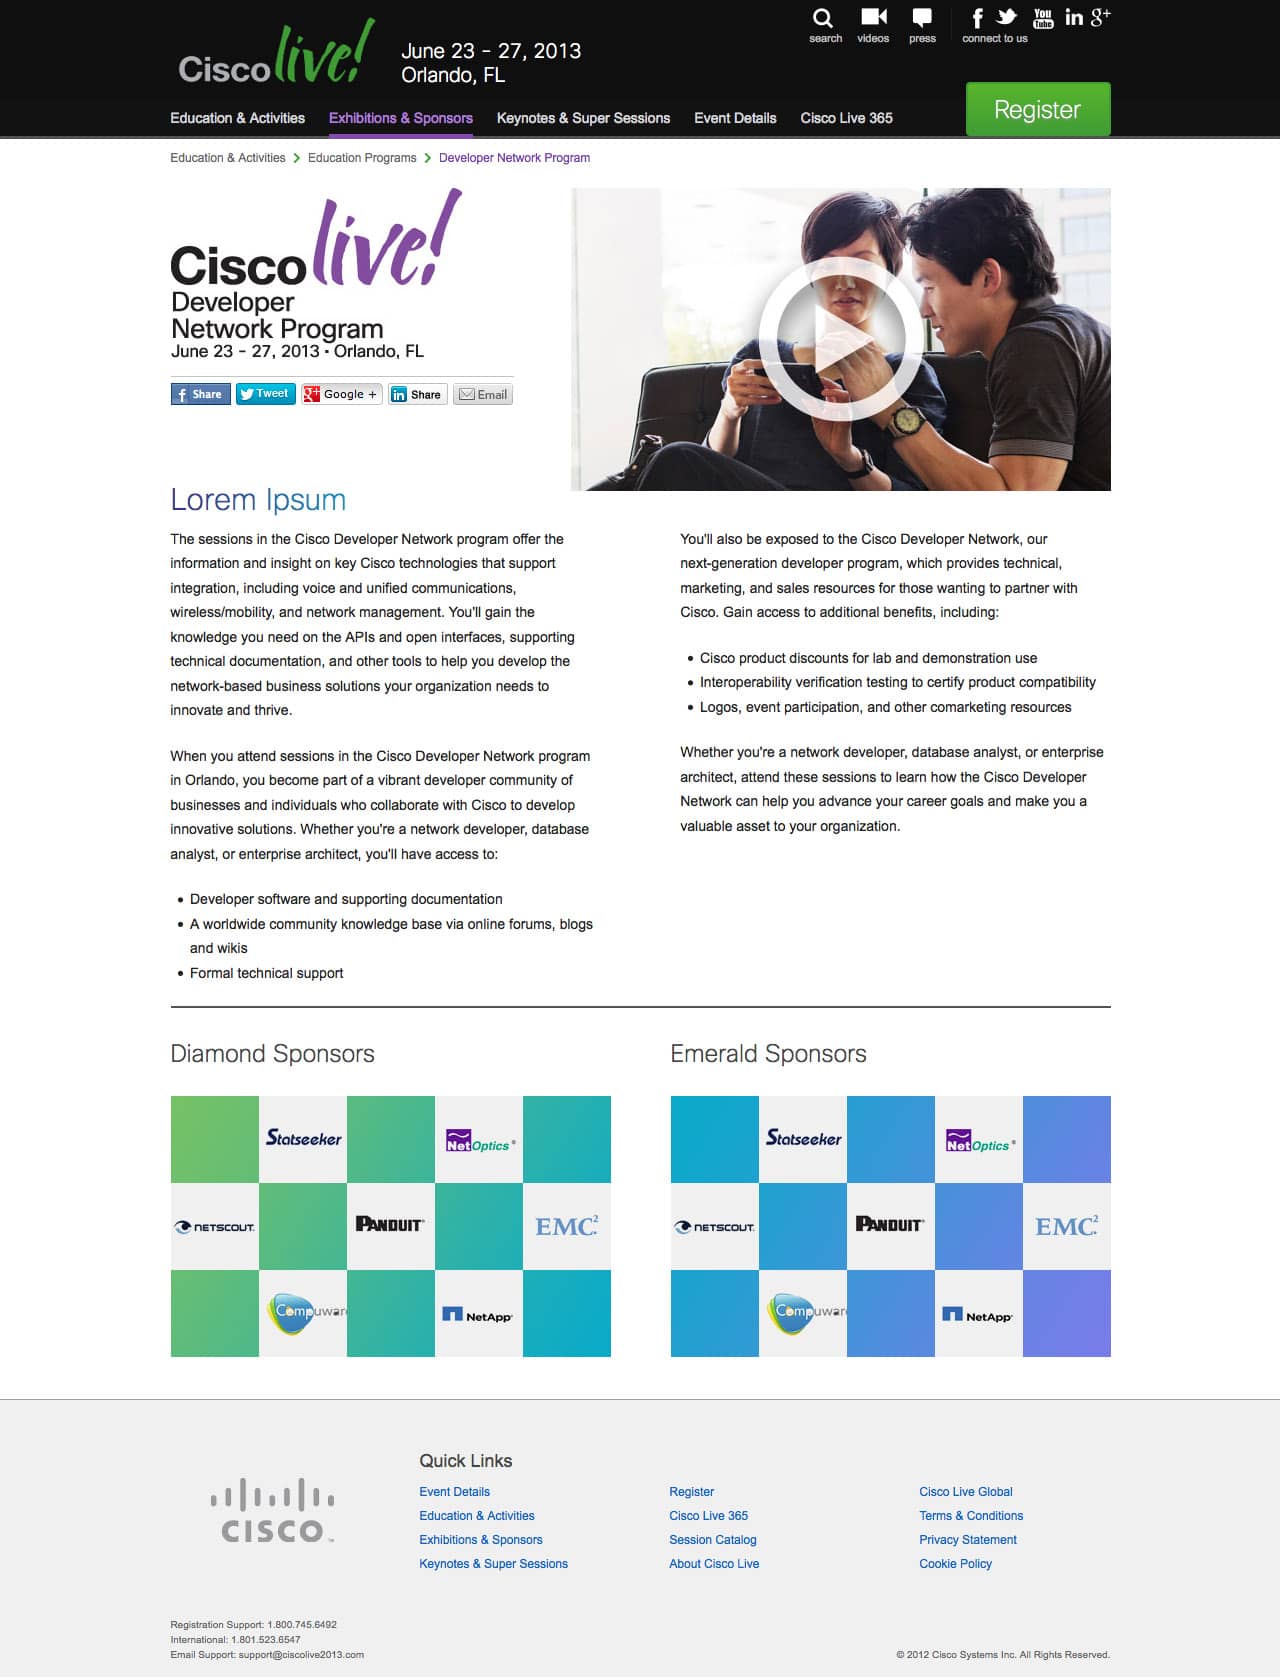 Cisco live!
June 23 - 27, 2013
Orlando, FL
search
videos
press
f
You
Tube
in
g+
connect to us
Education & Activities
Exhibitions & Sponsors
Keynotes & Super Sessions
Event Details
Cisco Live 365
Register
Education & Activities > Education Programs > Developer Network Program
Cisco live!
Developer
Network Program
June 23 - 27, 2013 • Orlando, FL
f Share
Tweet
g+ Google +
in Share
Email
Lorem Ipsum
The sessions in the Cisco Developer Network program offer the
information and insight on key Cisco technologies that support
integration, including voice and unified communications,
wireless/mobility, and network management. You'll gain the
knowledge you need on the APIs and open interfaces, supporting
technical documentation, and other tools to help you develop the
network-based business solutions your organization needs to
innovate and thrive.
When you attend sessions in the Cisco Developer Network program
in Orlando, you become part of a vibrant developer community of
businesses and individuals who collaborate with Cisco to develop
innovative solutions. Whether you're a network developer, database
analyst, or enterprise architect, you'll have access to:
• Developer software and supporting documentation
• A worldwide community knowledge base via online forums, blogs
and wikis
• Formal technical support
You'll also be exposed to the Cisco Developer Network, our
next-generation developer program, which provides technical,
marketing, and sales resources for those wanting to partner with
Cisco. Gain access to additional benefits, including:
• Cisco product discounts for lab and demonstration use
• Interoperability verification testing to certify product compatibility
• Logos, event participation, and other comarketing resources
Whether you're a network developer, database analyst, or enterprise
architect, attend these sessions to learn how the Cisco Developer
Network can help you advance your career goals and make you a
valuable asset to your organization.
Diamond Sponsors
Statseeker
Net Optics®
NETSCOUT.
PANDUIT®
EMC²
Compuware
NetApp®
Emerald Sponsors
Statseeker
Net Optics®
NETSCOUT.
PANDUIT®
EMC²
Compuware
NetApp®
CISCO™
Quick Links
Event Details
Education & Activities
Exhibitions & Sponsors
Keynotes & Super Sessions
Register
Cisco Live 365
Session Catalog
About Cisco Live
Cisco Live Global
Terms & Conditions
Privacy Statement
Cookie Policy
Registration Support: 1.800.745.6492
International: 1.801.523.6547
Email Support: support@ciscolive2013.com
© 2012 Cisco Systems Inc. All Rights Reserved.